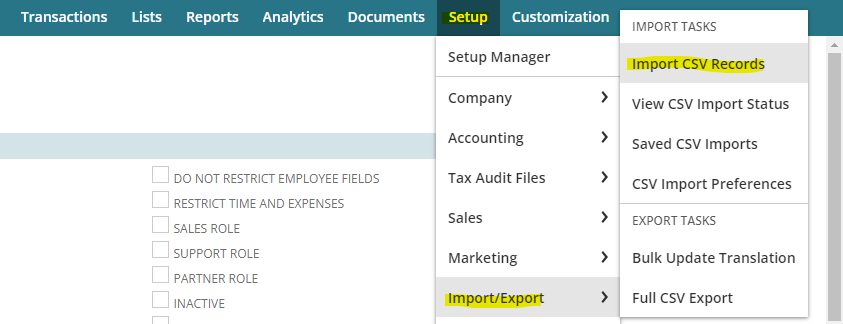 Transactions Lists Reports Analytics Documents Setup Customization
Setup Manager
Company
Accounting
Tax Audit Files
Sales
Marketing
Import/Export
IMPORT TASKS
Import CSV Records
View CSV Import Status
Saved CSV Imports
CSV Import Preferences
EXPORT TASKS
Bulk Update Translation
Full CSV Export
DO NOT RESTRICT EMPLOYEE FIELDS
RESTRICT TIME AND EXPENSES
SALES ROLE
SUPPORT ROLE
PARTNER ROLE
INACTIVE